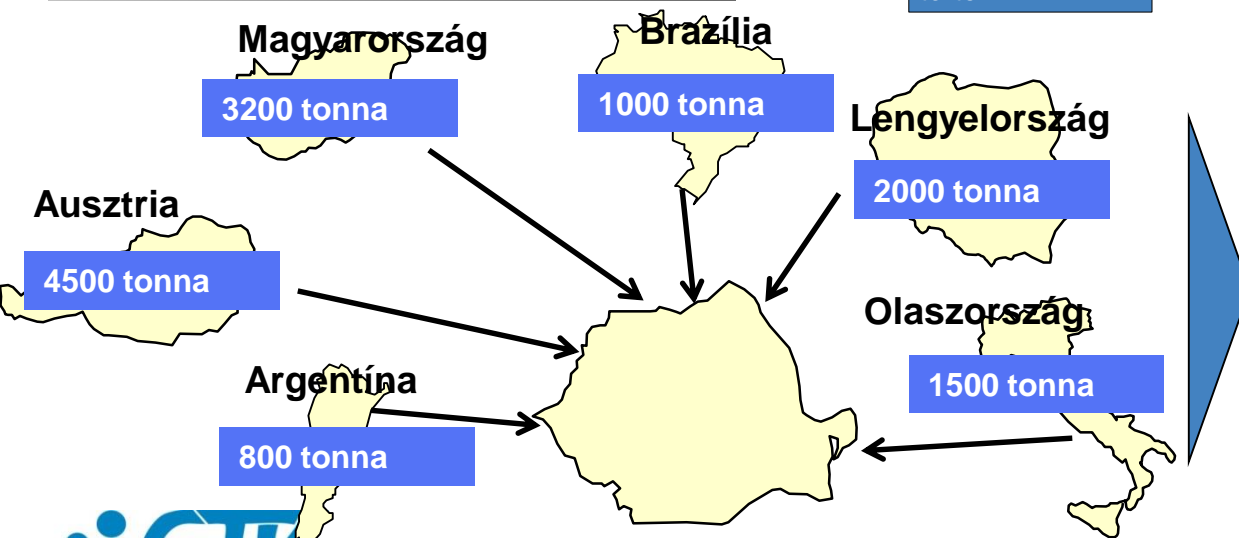 Magyarország
3200 tonna
Brazília
1000 tonna
Lengyelország
2000 tonna
Ausztria
4500 tonna
Argentína
800 tonna
Olaszország
1500 tonna